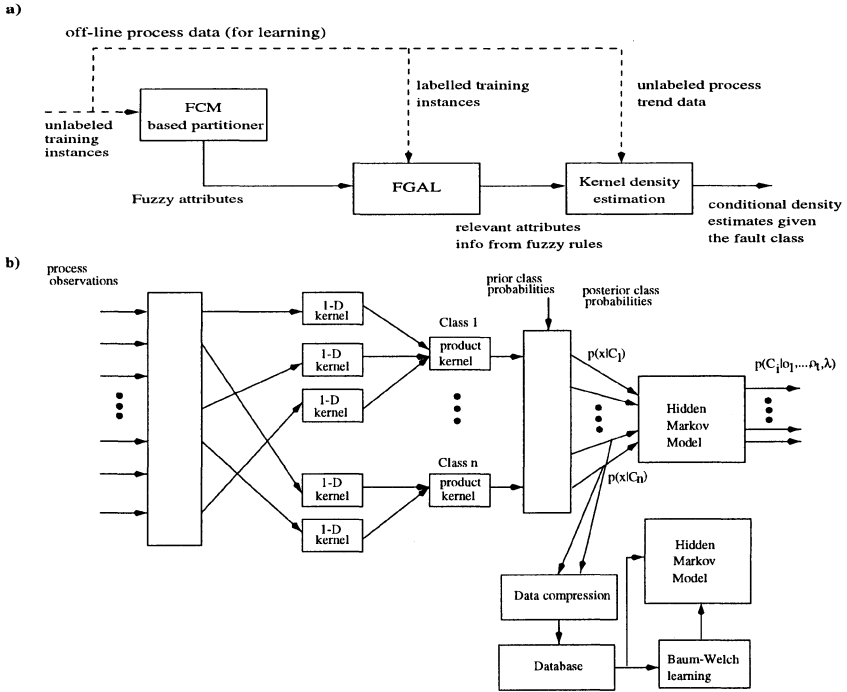 a)
off-line process data (for learning)
FCM
based partitioner
labelled training
instances
unlabeled process
trend data
unlabeled
training
instances
Fuzzy attributes
FGAL
Kernel density
estimation
relevant attributes
info from fuzzy rules
conditional density
estimates given
the fault class
b)
process
observations
prior class
probabilities
posterior class
probabilities
1-D
kernel
1-D
kernel
1-D
kernel
1-D
kernel
1-D
kernel
Class 1
product
kernel
Class n
product
kernel
p(x|C1)
p(x|Cn)
Hidden
Markov
Model
p(Ci|o1,...ot,λ)
Data compression
Database
Hidden
Markov
Model
Baum-Welch
learning